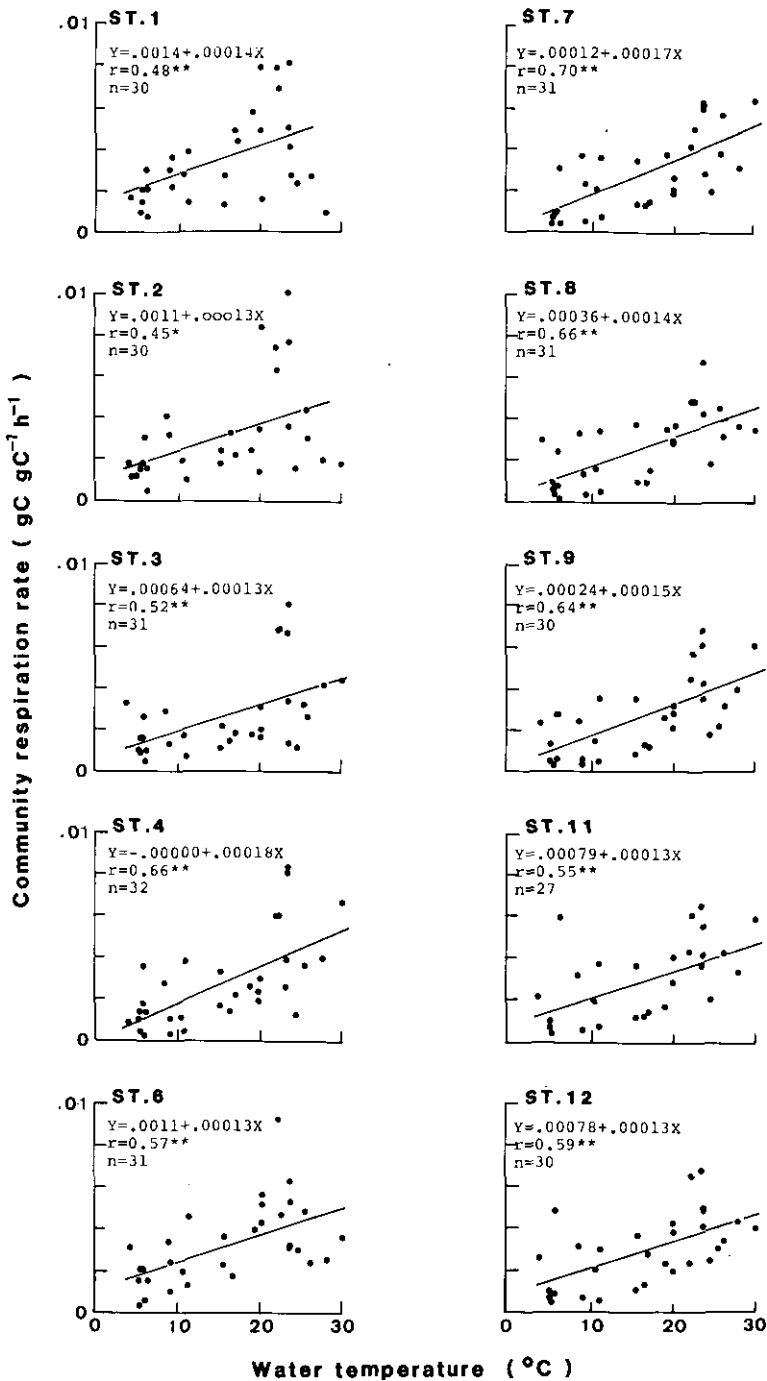 Community respiration rate ( gC gC⁻¹ h⁻¹ )
.01
ST.1
Y=.0014+.00014X
r=0.48**
n=30
0
.01
ST.2
Y=.0011+.00013X
r=0.45*
n=30
0
.01
ST.3
Y=.00064+.00013X
r=0.52**
n=31
0
.01
ST.4
Y=-.00000+.00018X
r=0.66**
n=32
0
.01
ST.6
Y=.0011+.00013X
r=0.57**
n=31
0
0 10 20 30
ST.7
Y=.00012+.00017X
r=0.70**
n=31
ST.8
Y=.00036+.00014X
r=0.66**
n=31
ST.9
Y=.00024+.00015X
r=0.64**
n=30
ST.11
Y=.00079+.00013X
r=0.55**
n=27
ST.12
Y=.00078+.00013X
r=0.59**
n=30
0 10 20 30
Water temperature ( °C )